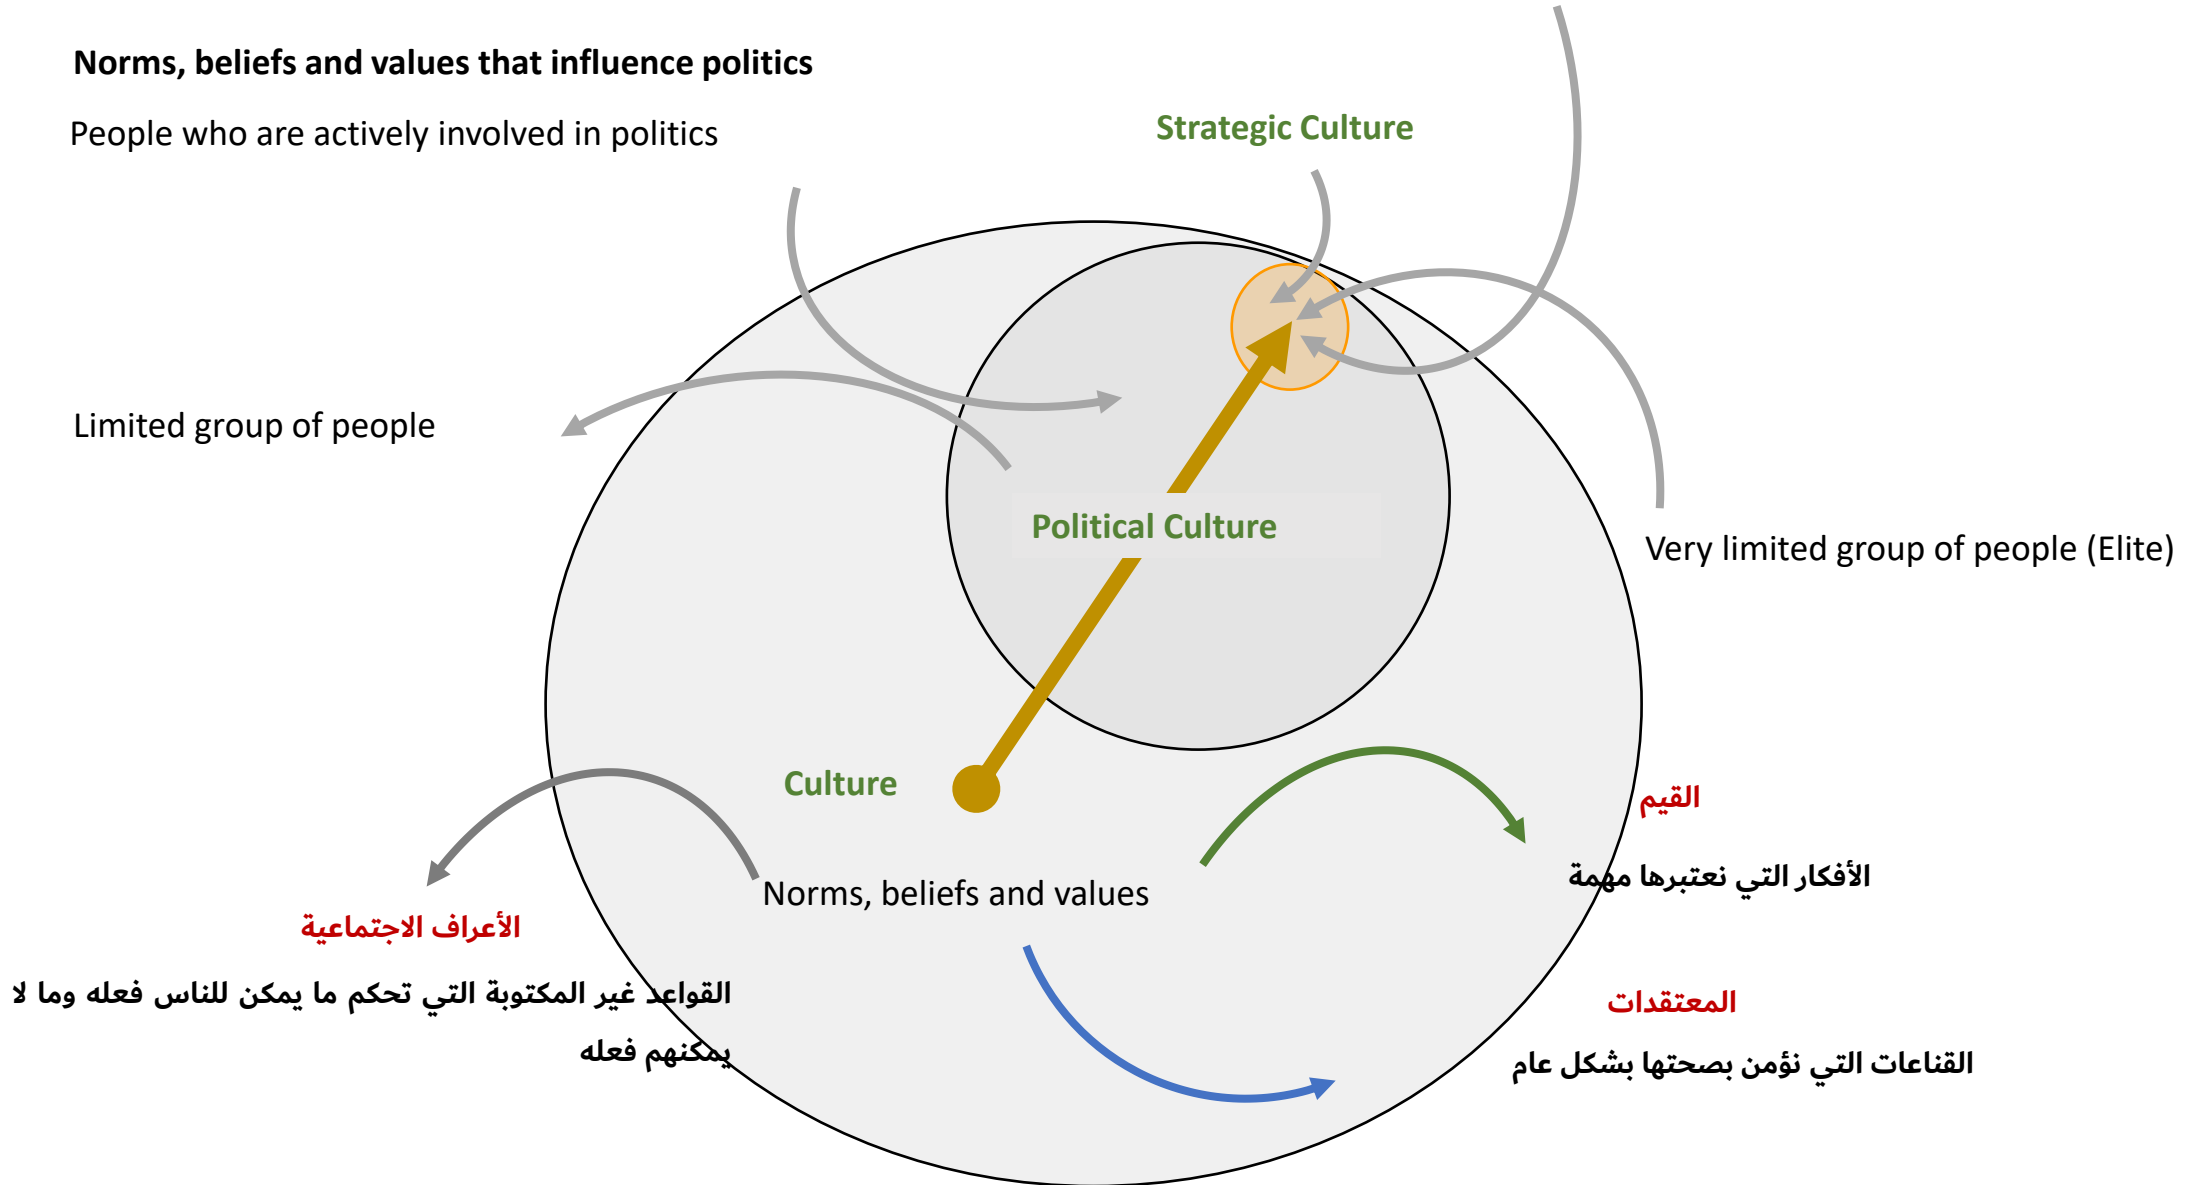 Norms, beliefs and values that influence politics
People who are actively involved in politics
Strategic Culture
Limited group of people
Political Culture
Very limited group of people (Elite)
Culture
القيم
الأفكار التي نعتبرها مهمة
Norms, beliefs and values
الأعراف الاجتماعية
القواعد غير المكتوبة التي تحكم ما يمكن للناس فعله وما لا
يمكنهم فعله
المعتقدات
القناعات التي نؤمن بصحتها بشكل عام